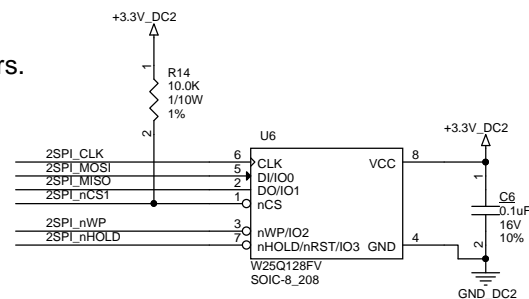 +3.3V_DC2
rs.
1
R14
10.0K
1/10W
1%
2
U6
+3.3V_DC2
2SPI_CLK 6 CLK VCC 8
2SPI_MOSI 5 DI/IO0
2SPI_MISO 2 DO/IO1
2SPI_nCS1 1 nCS
1
C6
0.1uF
16V
10%
2
2SPI_nWP 3 nWP/IO2
2SPI_nHOLD 7 nHOLD/nRST/IO3 GND 4
W25Q128FV
SOIC-8_208
GND_DC2